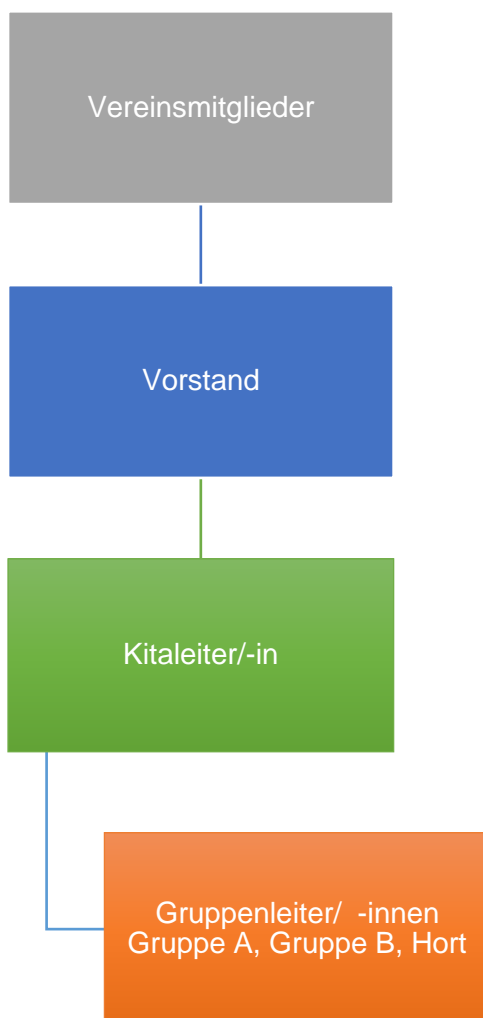 Vereinsmitglieder
Vorstand
Kitaleiter/-in
Gruppenleiter/ -innen
Gruppe A, Gruppe B, Hort